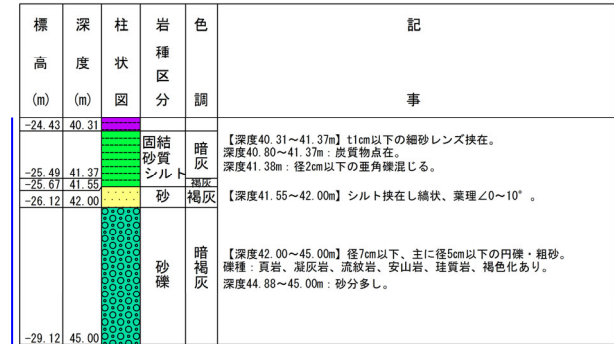 標高(m)
深度(m)
柱状図
岩種区分
色調
記事
-24.43 40.31
-25.49 41.37
-25.67 41.55
-26.12 42.00
-29.12 45.00
固結
砂質
シルト
暗灰
褐灰
砂
褐灰
砂礫
暗褐灰
【深度40.31～41.37m】t1cm以下の細砂レンズ挟在。
深度40.80～41.37m：炭質物点在。
深度41.38m：径2cm以下の亜角礫混じる。
【深度41.55～42.00m】シルト挟在し縞状、葉理∠0～10°。
【深度42.00～45.00m】径7cm以下、主に径5cm以下の円礫・粗砂。
礫種：頁岩、凝灰岩、流紋岩、安山岩、珪質岩、褐色化あり。
深度44.88～45.00m：砂分多し。